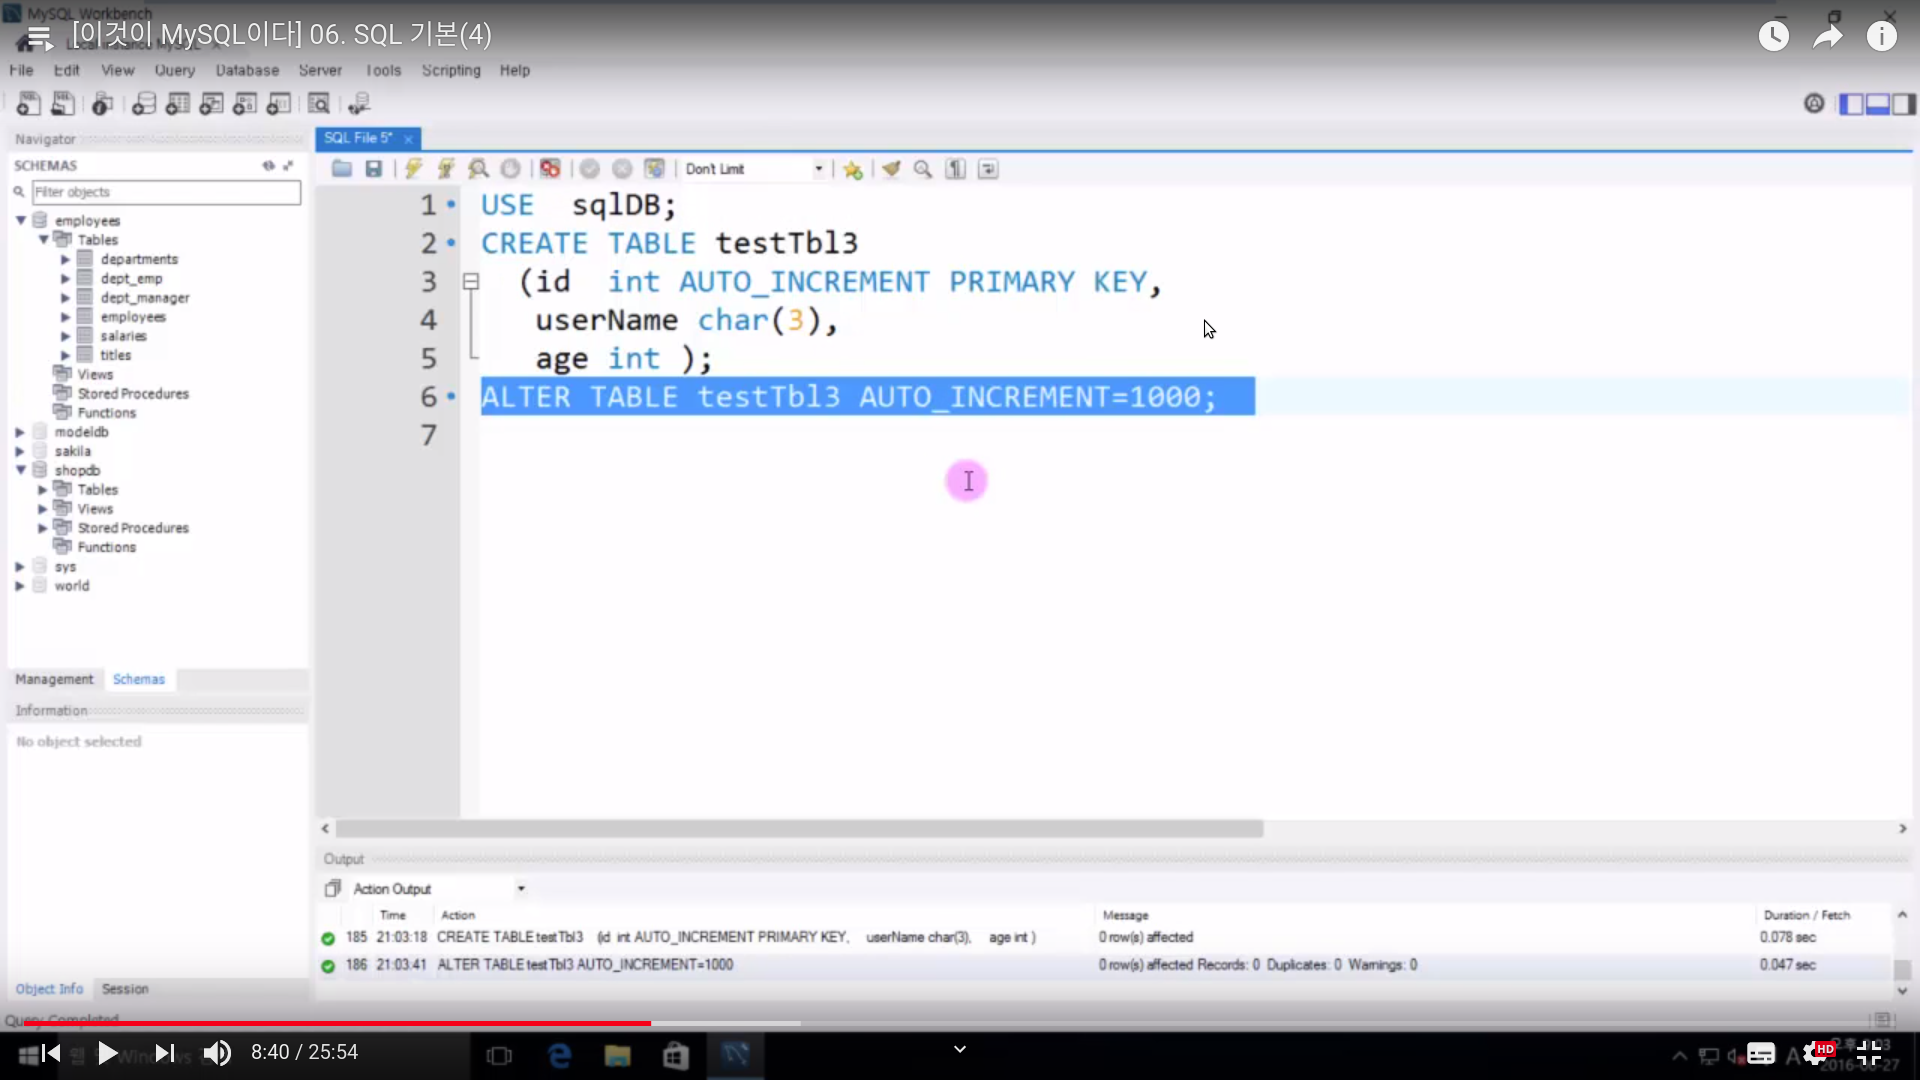 MySQL Workbench
[이것이 MySQL이다] 06. SQL 기본(4)
File Edit View Query Database Server Tools Scripting Help
Navigator
SQL File 5*
SCHEMAS
Don't Limit
Filter objects
employees
Tables
departments
dept_emp
dept_manager
employees
salaries
titles
Views
Stored Procedures
Functions
modeldb
sakila
shopdb
Tables
Views
Stored Procedures
Functions
sys
world
1 USE sqlDB;
2 CREATE TABLE testTbl3
3 (id int AUTO_INCREMENT PRIMARY KEY,
4 userName char(3),
5 age int );
6 ALTER TABLE testTbl3 AUTO_INCREMENT=1000;
7
Management Schemas
Information
No object selected
Output
Action Output
Time Action Message Duration / Fetch
185 21:03:18 CREATE TABLE testTbl3 (id int AUTO_INCREMENT PRIMARY KEY, userName char(3), age int ) 0 row(s) affected 0.078 sec
186 21:03:41 ALTER TABLE testTbl3 AUTO_INCREMENT=1000 0 row(s) affected Records: 0 Duplicates: 0 Warnings: 0 0.047 sec
Object Info Session
Query Completed
8:40 / 25:54
HD